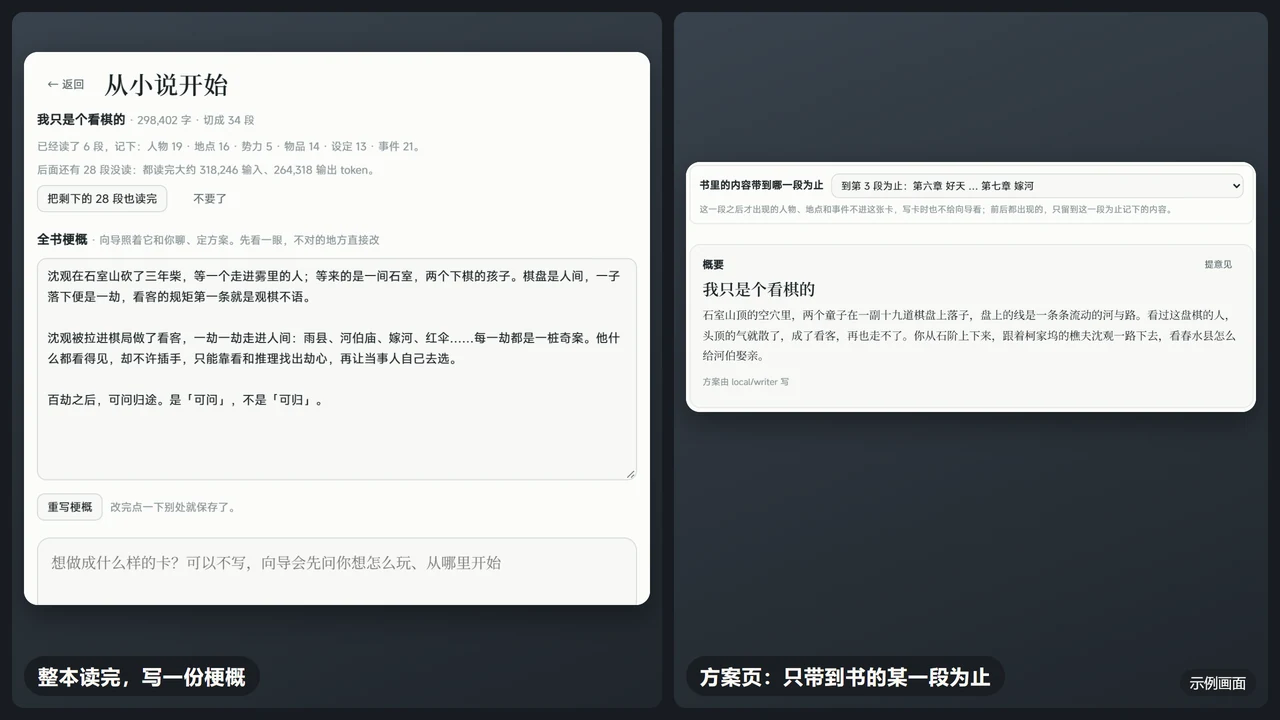 ← 返回
从小说开始
我只是个看棋的 · 298,402 字 · 切成 34 段
已经读了 6 段，记下：人物 19 · 地点 16 · 势力 5 · 物品 14 · 设定 13 · 事件 21。
后面还有 28 段没读：都读完大约 318,246 输入、264,318 输出 token。
把剩下的 28 段也读完 不要了
全书梗概 · 向导照着它和你聊、定方案。先看一眼，不对的地方直接改
沈观在石室山砍了三年柴，等一个走进雾里的人；等来的是一间石室，两个下棋的孩子。棋盘是人间，一子
落下便是一劫，看客的规矩第一条就是观棋不语。
沈观被拉进棋局做了看客，一劫一劫走进人间：雨县、河伯庙、嫁河、红伞……每一劫都是一桩奇案。他什
么都看得见，却不许插手，只能靠看和推理找出劫心，再让当事人自己去选。
百劫之后，可问归途。是「可问」，不是「可归」。
重写梗概 改完点一下别处就保存了。
想做成什么样的卡？可以不写，向导会先问你想怎么玩、从哪里开始
整本读完，写一份梗概
书里的内容带到哪一段为止 到第 3 段为止：第六章 好天 … 第七章 嫁河
这一段之后才出现的人物、地点和事件不进这张卡，写卡时也不给向导看；前后都出现的，只留到这一段为止记下的内容。
概要 提意见
我只是个看棋的
石室山顶的空穴里，两个童子在一副十九道棋盘上落子，盘上的线是一条条流动的河与路。看过这盘棋的人，
头顶的气就散了，成了看客，再也走不了。你从石阶上下来，跟着柯家坞的樵夫沈观一路下去，看春水县怎么
给河伯娶亲。
方案由 local/writer 写
方案页：只带到书的某一段为止
示例画面